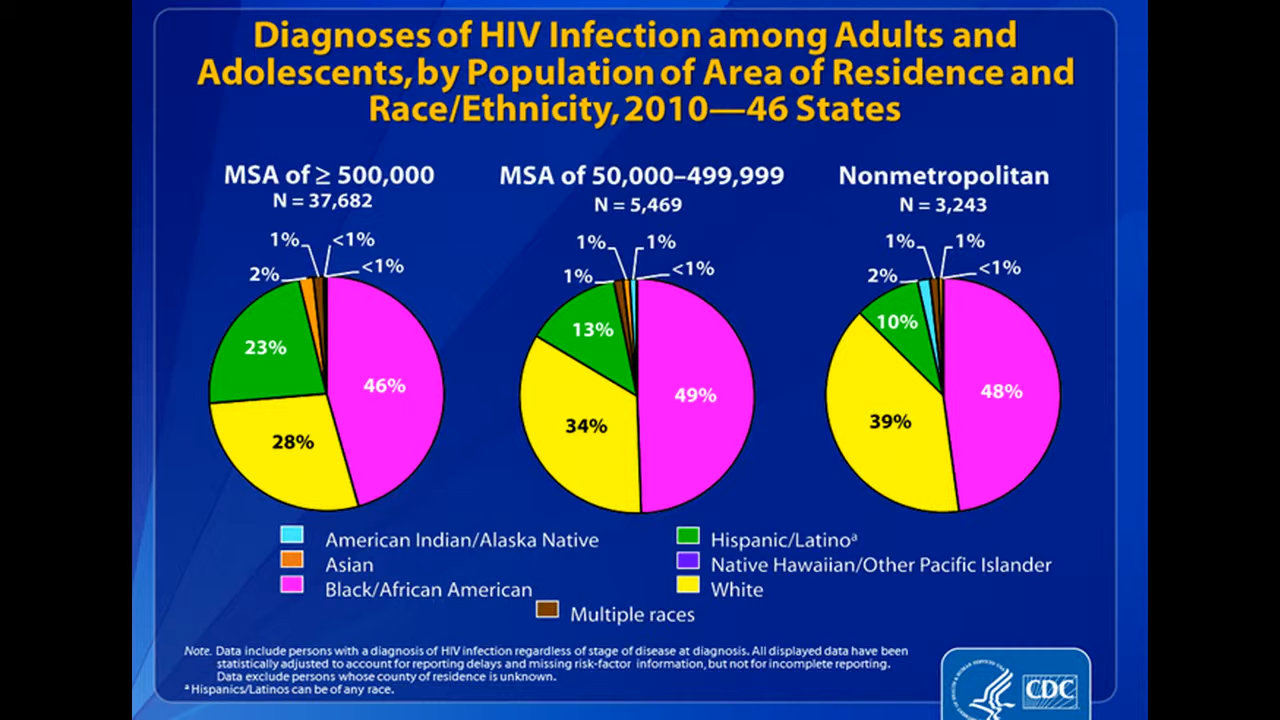 Diagnoses of HIV Infection among Adults and
Adolescents, by Population of Area of Residence and
Race/Ethnicity, 2010—46 States
MSA of ≥ 500,000
N = 37,682
MSA of 50,000–499,999
N = 5,469
Nonmetropolitan
N = 3,243
1%
<1%
2%
<1%
23%
46%
28%
1%
1%
1%
<1%
13%
49%
34%
1%
1%
2%
<1%
10%
48%
39%
American Indian/Alaska Native
Asian
Black/African American
Hispanic/Latinoª
Native Hawaiian/Other Pacific Islander
White
Multiple races
Note. Data include persons with a diagnosis of HIV infection regardless of stage of disease at diagnosis. All displayed data have been
statistically adjusted to account for reporting delays and missing risk-factor information, but not for incomplete reporting.
Data exclude persons whose county of residence is unknown.
ª Hispanics/Latinos can be of any race.
CDC